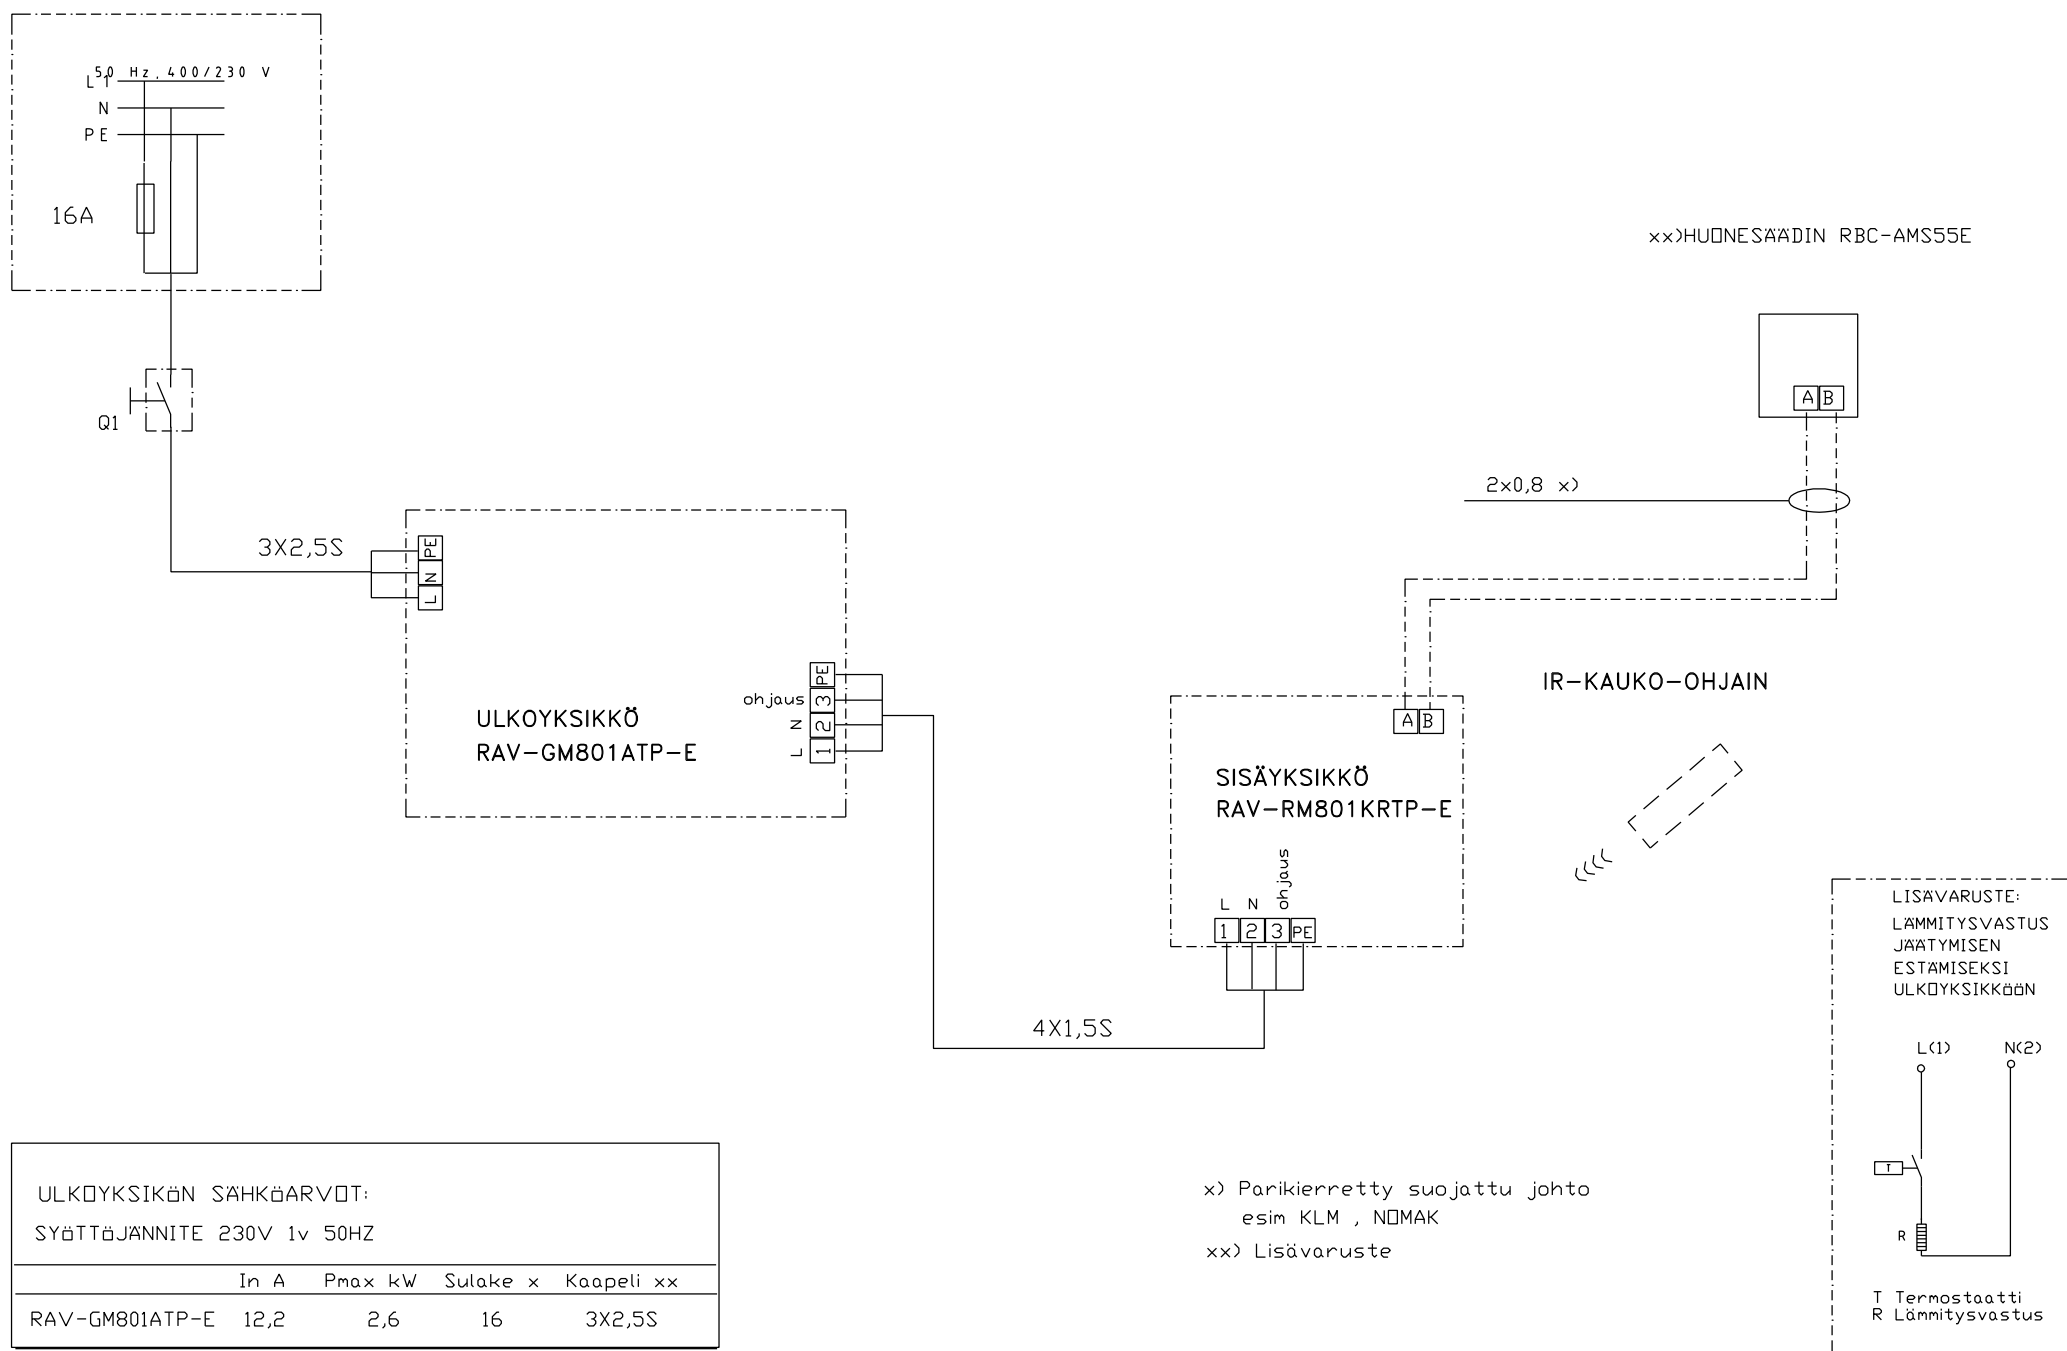 50 Hz, 400/230 V
L1
N
PE
16A
Q1
3X2,5S
PE
N
L
ULKOYKSIKKÖ
RAV-GM801ATP-E
PE
ohjaus 3
N 2
L 1
4X1,5S
xx)HUONESÄÄDIN RBC-AMS55E
A B
2x0,8 x)
IR-KAUKO-OHJAIN
A B
SISÄYKSIKKÖ
RAV-RM801KRTP-E
L N ohjaus
1 2 3 PE
LISÄVARUSTE:
LÄMMITYSVASTUS
JÄÄTYMISEN
ESTÄMISEKSI
ULKOYKSIKKÖÖN
L(1) N(2)
T
R
T Termostaatti
R Lämmitysvastus
x) Parikierretty suojattu johto
esim KLM , NOMAK
xx) Lisävaruste
ULKOYKSIKÖN SÄHKÖARVOT:
SYÖTTÖJÄNNITE 230V 1v 50HZ
In A Pmax kW Sulake x Kaapeli xx
RAV-GM801ATP-E 12,2 2,6 16 3X2,5S